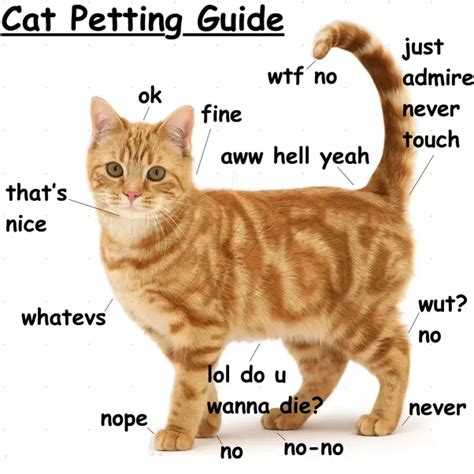 Cat Petting Guide
wtf no
just
admire
never
touch
ok
fine
aww hell yeah
that's
nice
whatevs
wut?
no
lol do u
wanna die?
never
nope
no
no-no